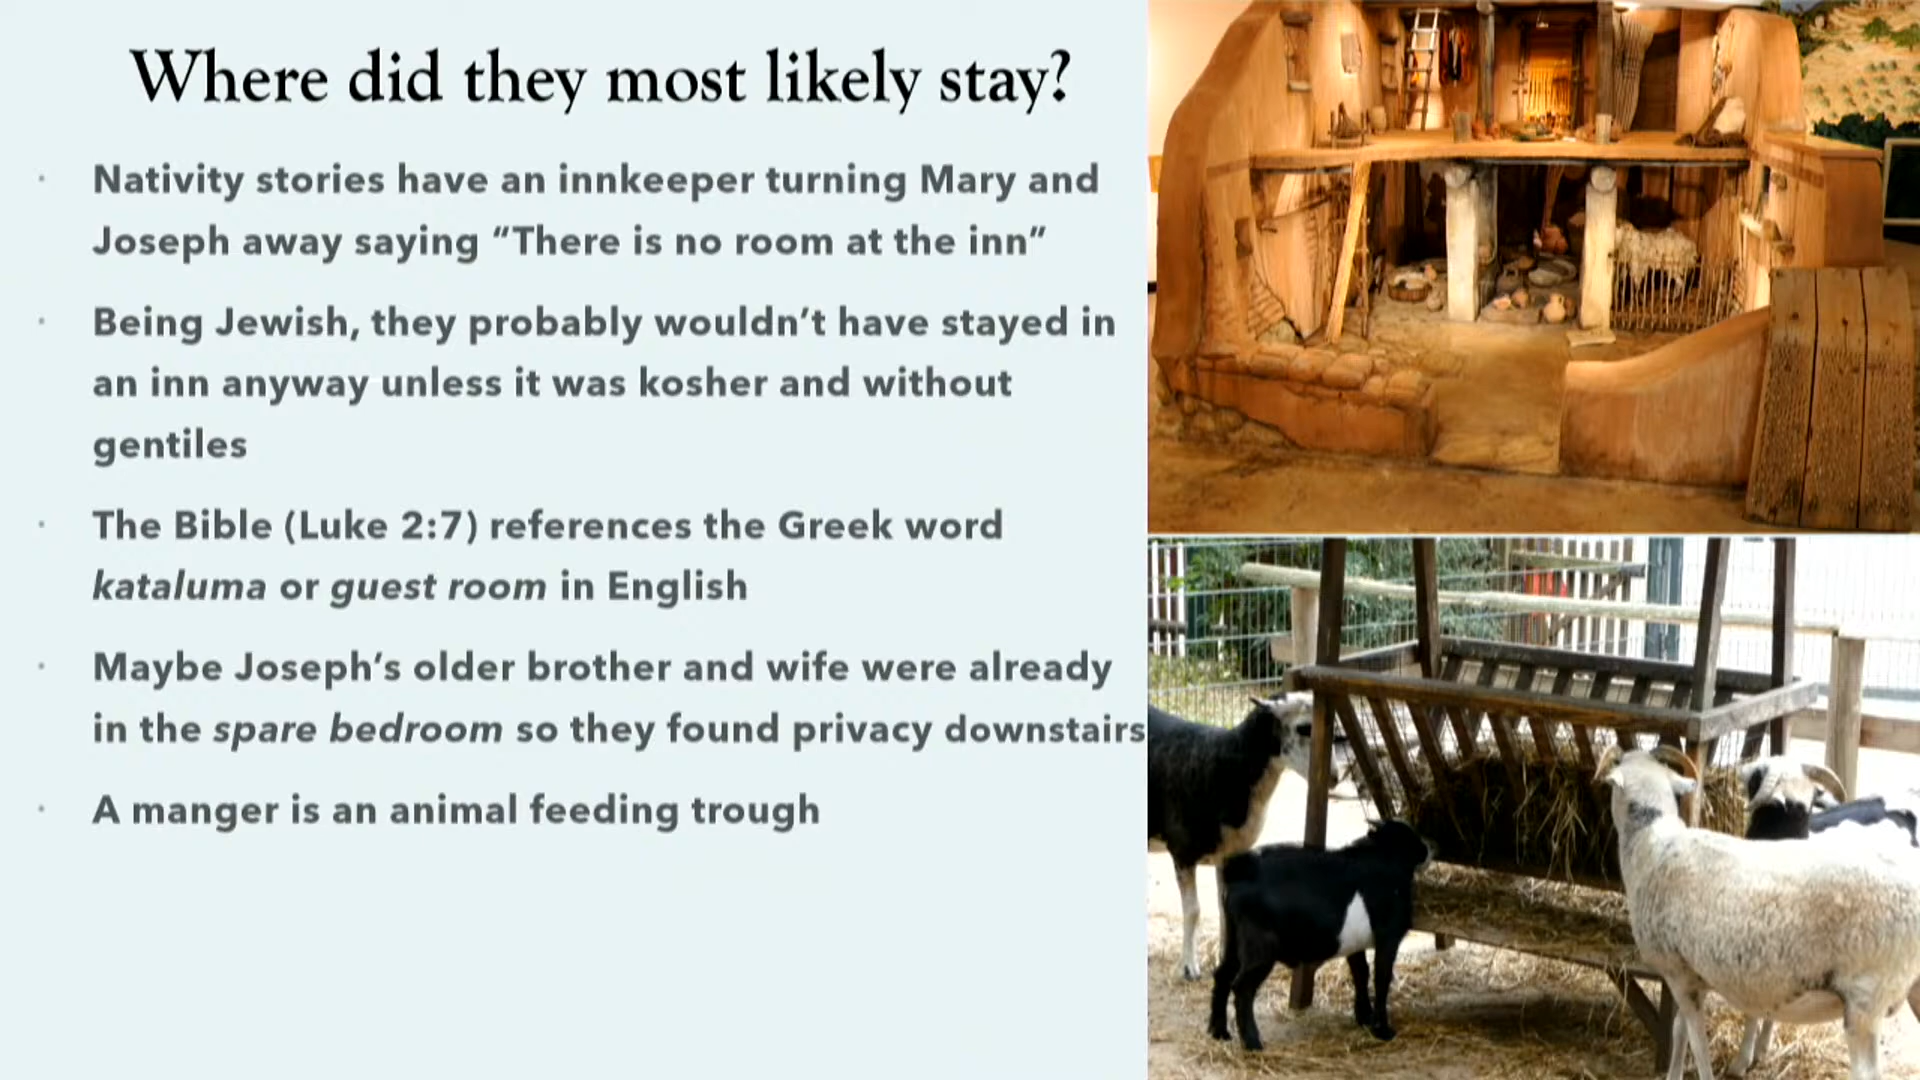 Where did they most likely stay?
Nativity stories have an innkeeper turning Mary and
Joseph away saying “There is no room at the inn”
Being Jewish, they probably wouldn’t have stayed in
an inn anyway unless it was kosher and without
gentiles
The Bible (Luke 2:7) references the Greek word
kataluma or guest room in English
Maybe Joseph’s older brother and wife were already
in the spare bedroom so they found privacy downstairs
A manger is an animal feeding trough